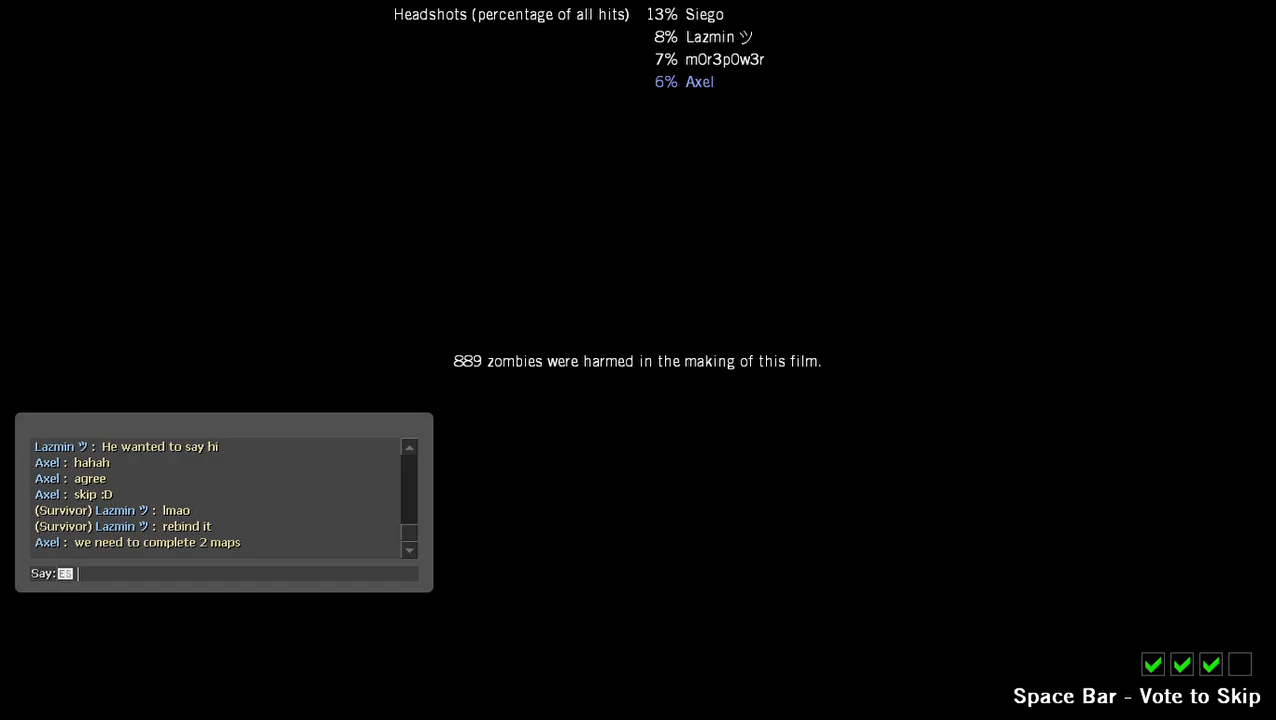 Headshots (percentage of all hits) 13% Siego
8% Lazmin ツ
7% m0r3p0w3r
6% Axel
889 zombies were harmed in the making of this film.
Lazmin ツ : He wanted to say hi
Axel : hahah
Axel : agree
Axel : skip :D
(Survivor) Lazmin ツ : lmao
(Survivor) Lazmin ツ : rebind it
Axel : we need to complete 2 maps
Say: ES
Space Bar - Vote to Skip